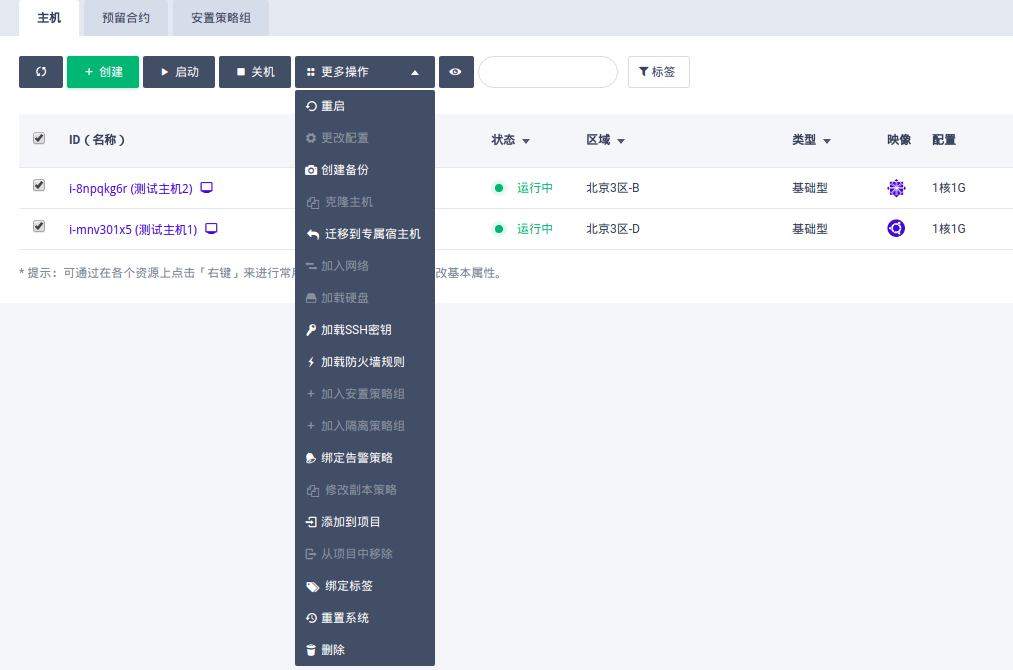 主机 预留合约 安置策略组
创建 启动 关机 更多操作 标签
重启
更改配置
创建备份
克隆主机
迁移到专属宿主机
加入网络
加载硬盘
加载SSH密钥
加载防火墙规则
加入安置策略组
加入隔离策略组
绑定告警策略
修改副本策略
添加到项目
从项目中移除
绑定标签
重置系统
删除
ID ( 名称 ) 状态 区域 类型 映像 配置
i-8npqkg6r (测试主机2) 运行中 北京3区-B 基础型 1核1G
i-mnv301x5 (测试主机1) 运行中 北京3区-D 基础型 1核1G
* 提示：可通过在各个资源上点击「右键」来进行常 改基本属性。